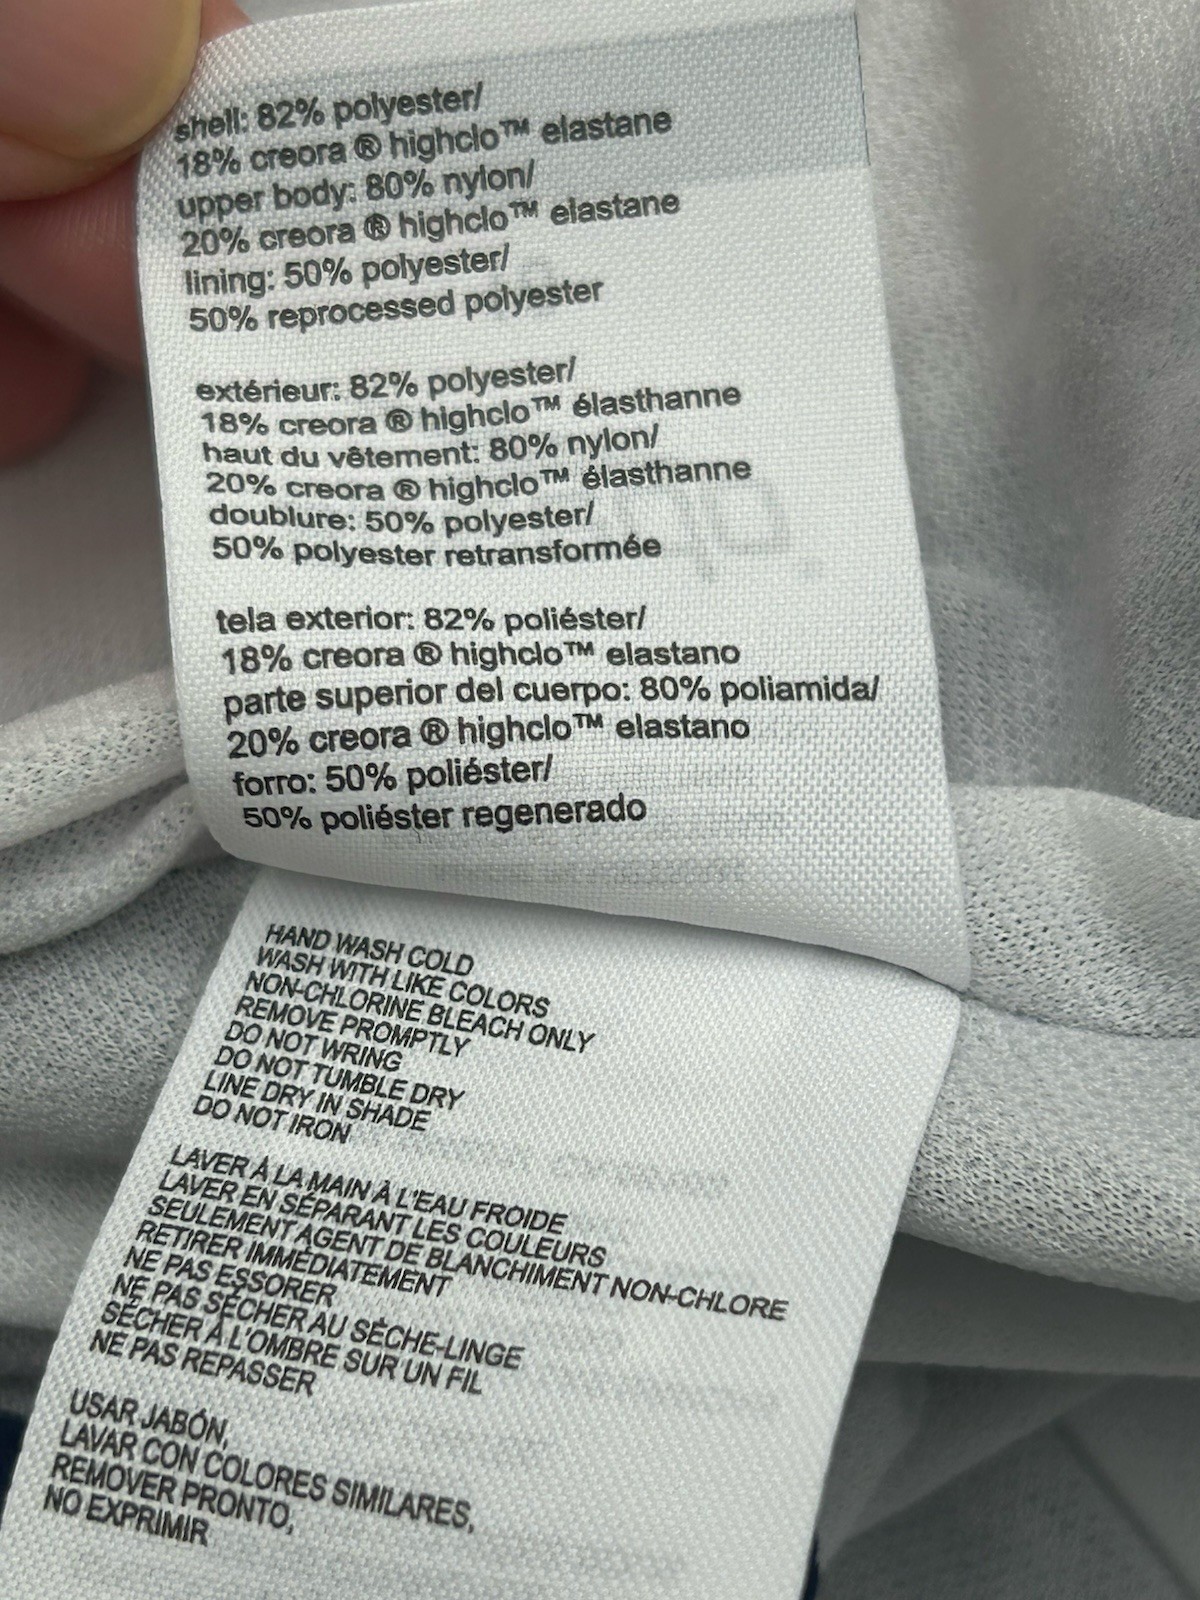 shell: 82% polyester/
18% creora ® highclo™ elastane
upper body: 80% nylon/
20% creora ® highclo™ elastane
lining: 50% polyester/
50% reprocessed polyester
extérieur: 82% polyester/
18% creora ® highclo™ élasthanne
haut du vêtement: 80% nylon/
20% creora ® highclo™ élasthanne
doublure: 50% polyester/
50% polyester retransformée
tela exterior: 82% poliéster/
18% creora ® highclo™ elastano
parte superior del cuerpo: 80% poliamida/
20% creora ® highclo™ elastano
forro: 50% poliéster/
50% poliéster regenerado
HAND WASH COLD
WASH WITH LIKE COLORS
NON-CHLORINE BLEACH ONLY
REMOVE PROMPTLY
DO NOT WRING
DO NOT TUMBLE DRY
LINE DRY IN SHADE
DO NOT IRON
LAVER À LA MAIN À L'EAU FROIDE
LAVER EN SÉPARANT LES COULEURS
SEULEMENT AGENT DE BLANCHIMENT NON-CHLORE
RETIRER IMMÉDIATEMENT
NE PAS ESSORER
NE PAS SÉCHER AU SÈCHE-LINGE
SÉCHER À L'OMBRE SUR UN FIL
NE PAS REPASSER
USAR JABÓN,
LAVAR CON COLORES SIMILARES,
REMOVER PRONTO,
NO EXPRIMIR